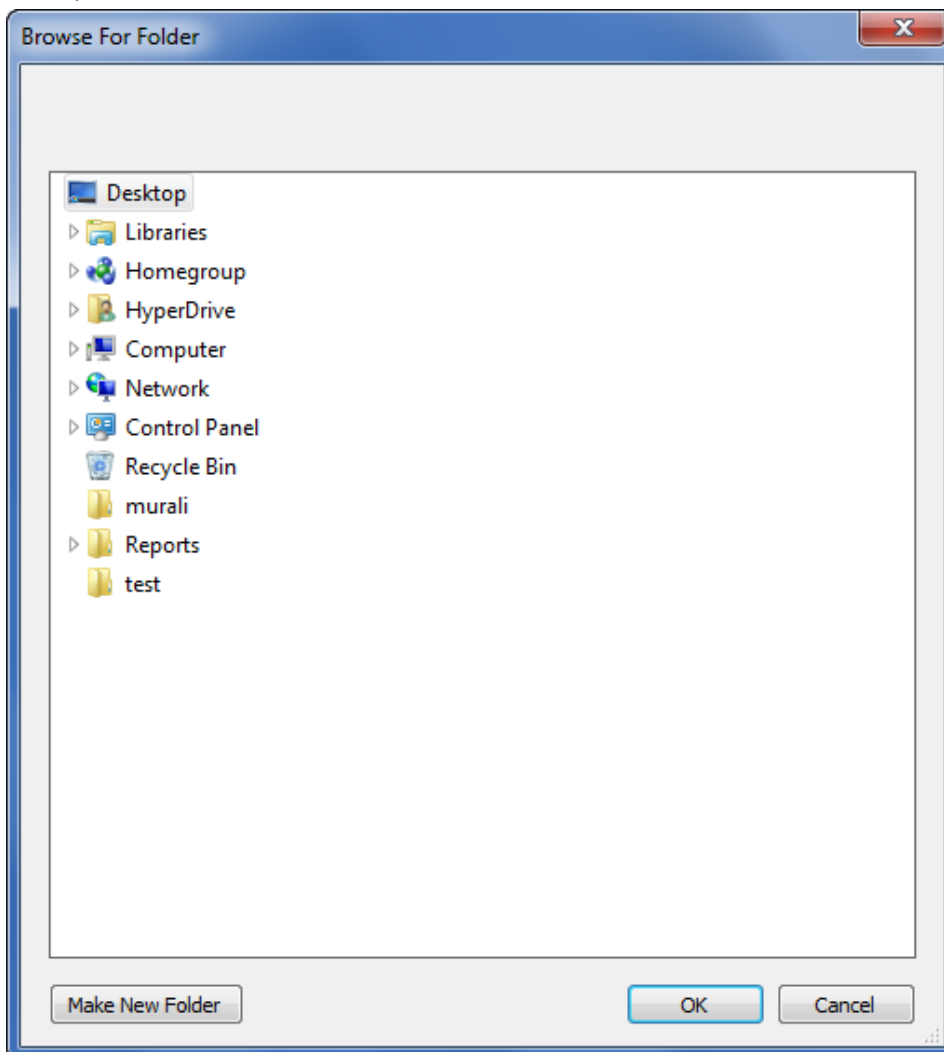 Browse For Folder
Desktop
Libraries
Homegroup
HyperDrive
Computer
Network
Control Panel
Recycle Bin
murali
Reports
test
Make New Folder
OK
Cancel